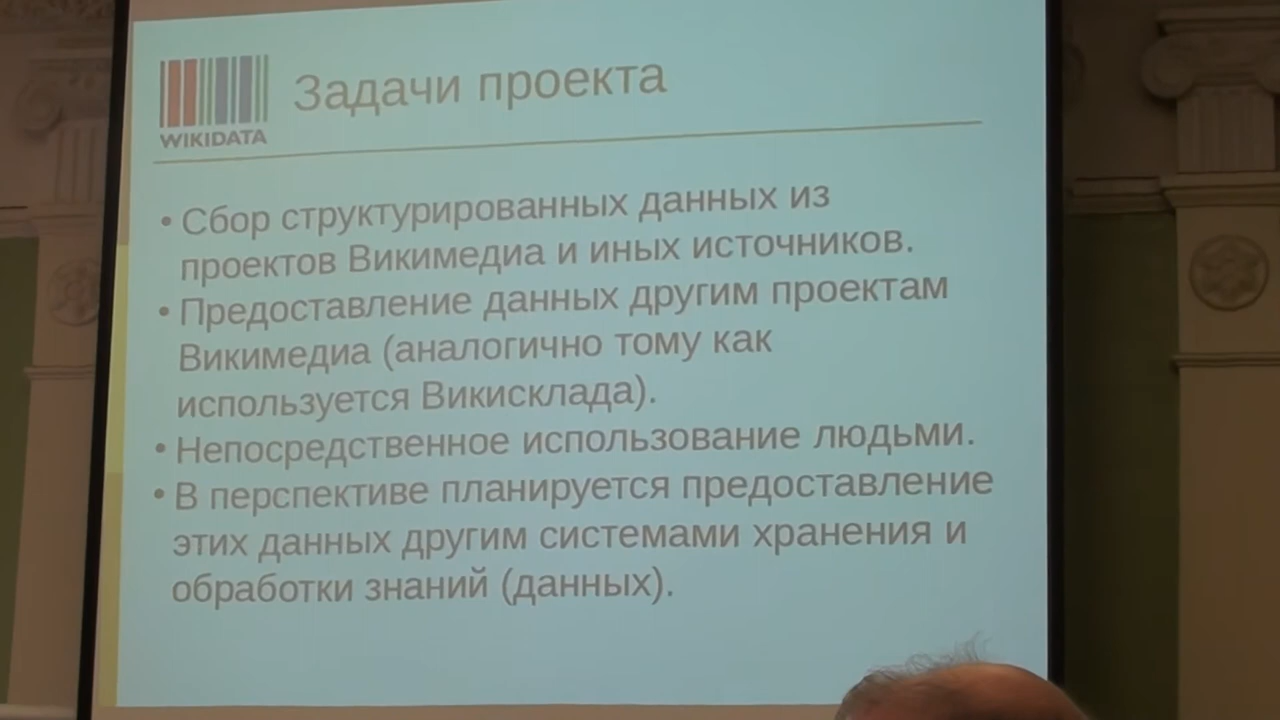 WIKIDATA
Задачи проекта
• Сбор структурированных данных из
проектов Викимедиа и иных источников.
• Предоставление данных другим проектам
Викимедиа (аналогично тому как
используется Викисклада).
• Непосредственное использование людьми.
• В перспективе планируется предоставление
этих данных другим системами хранения и
обработки знаний (данных).